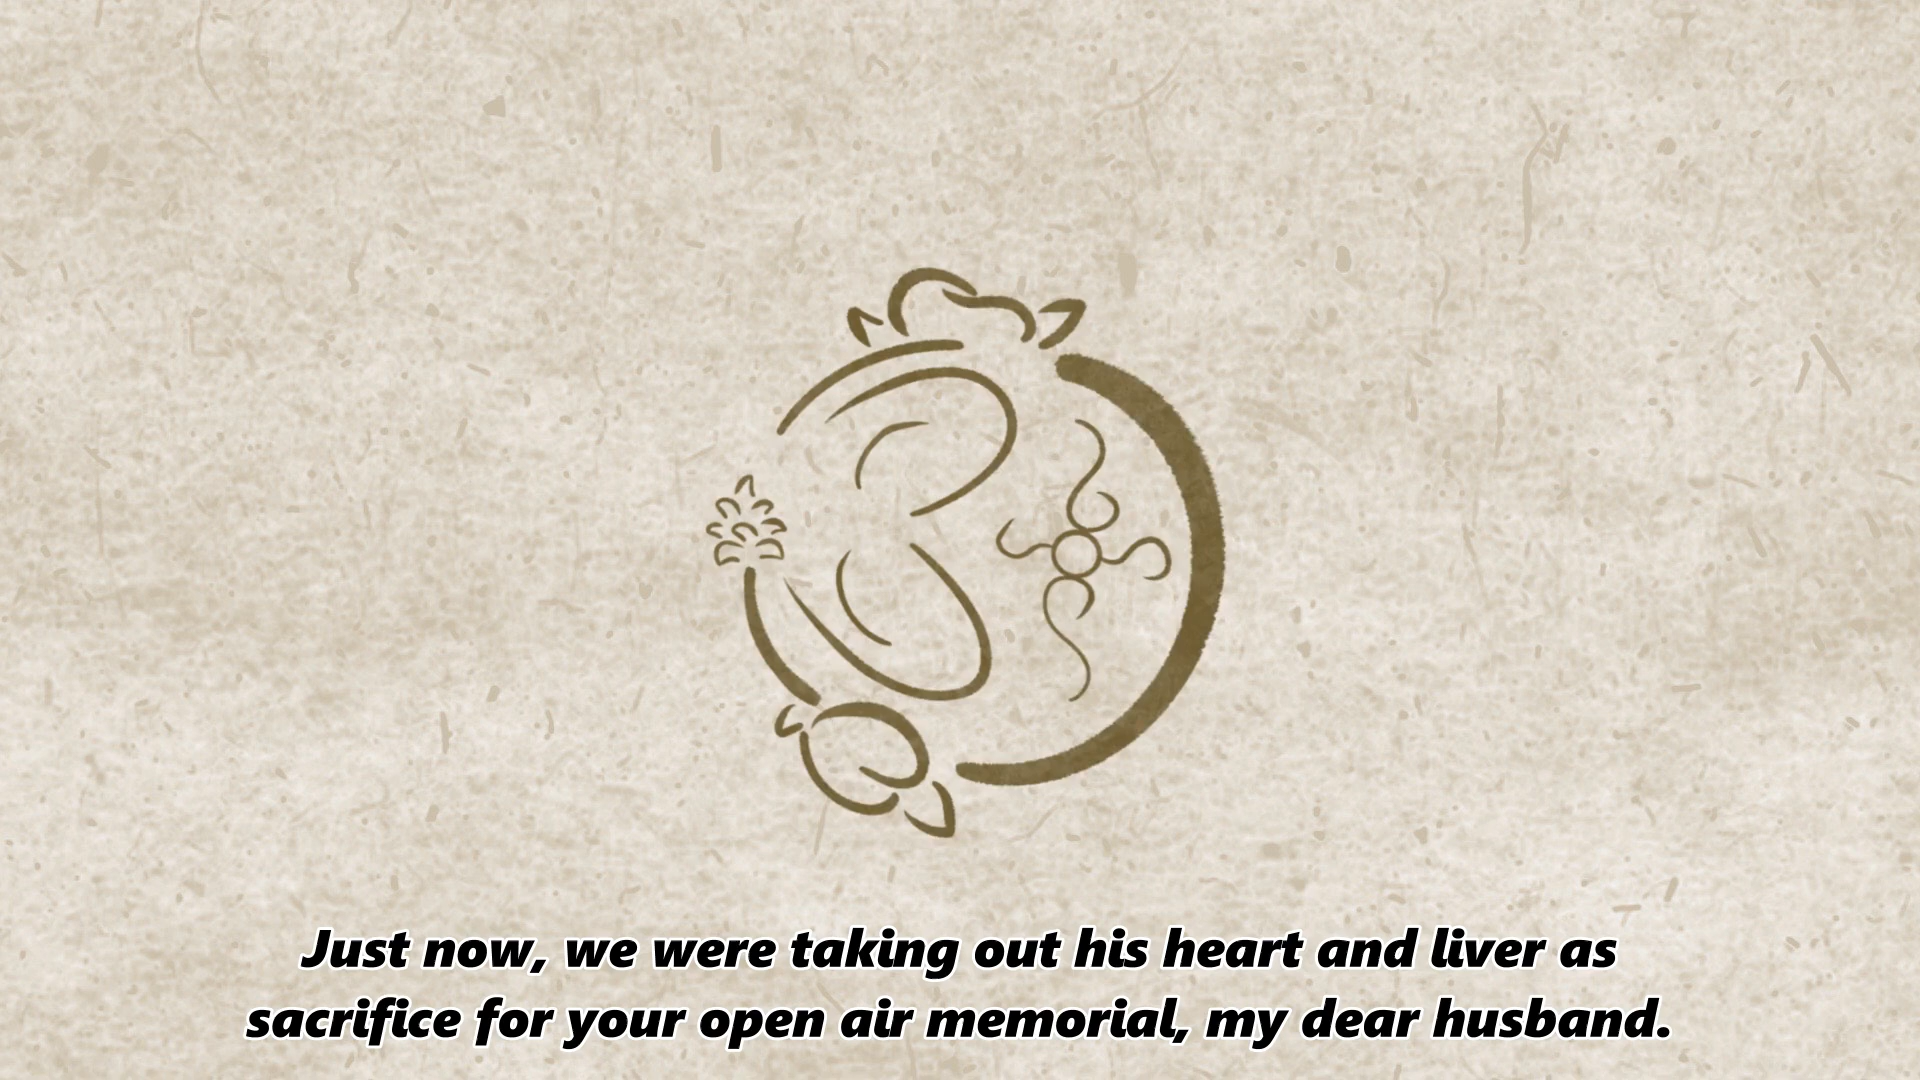 Just now, we were taking out his heart and liver as
sacrifice for your open air memorial, my dear husband.